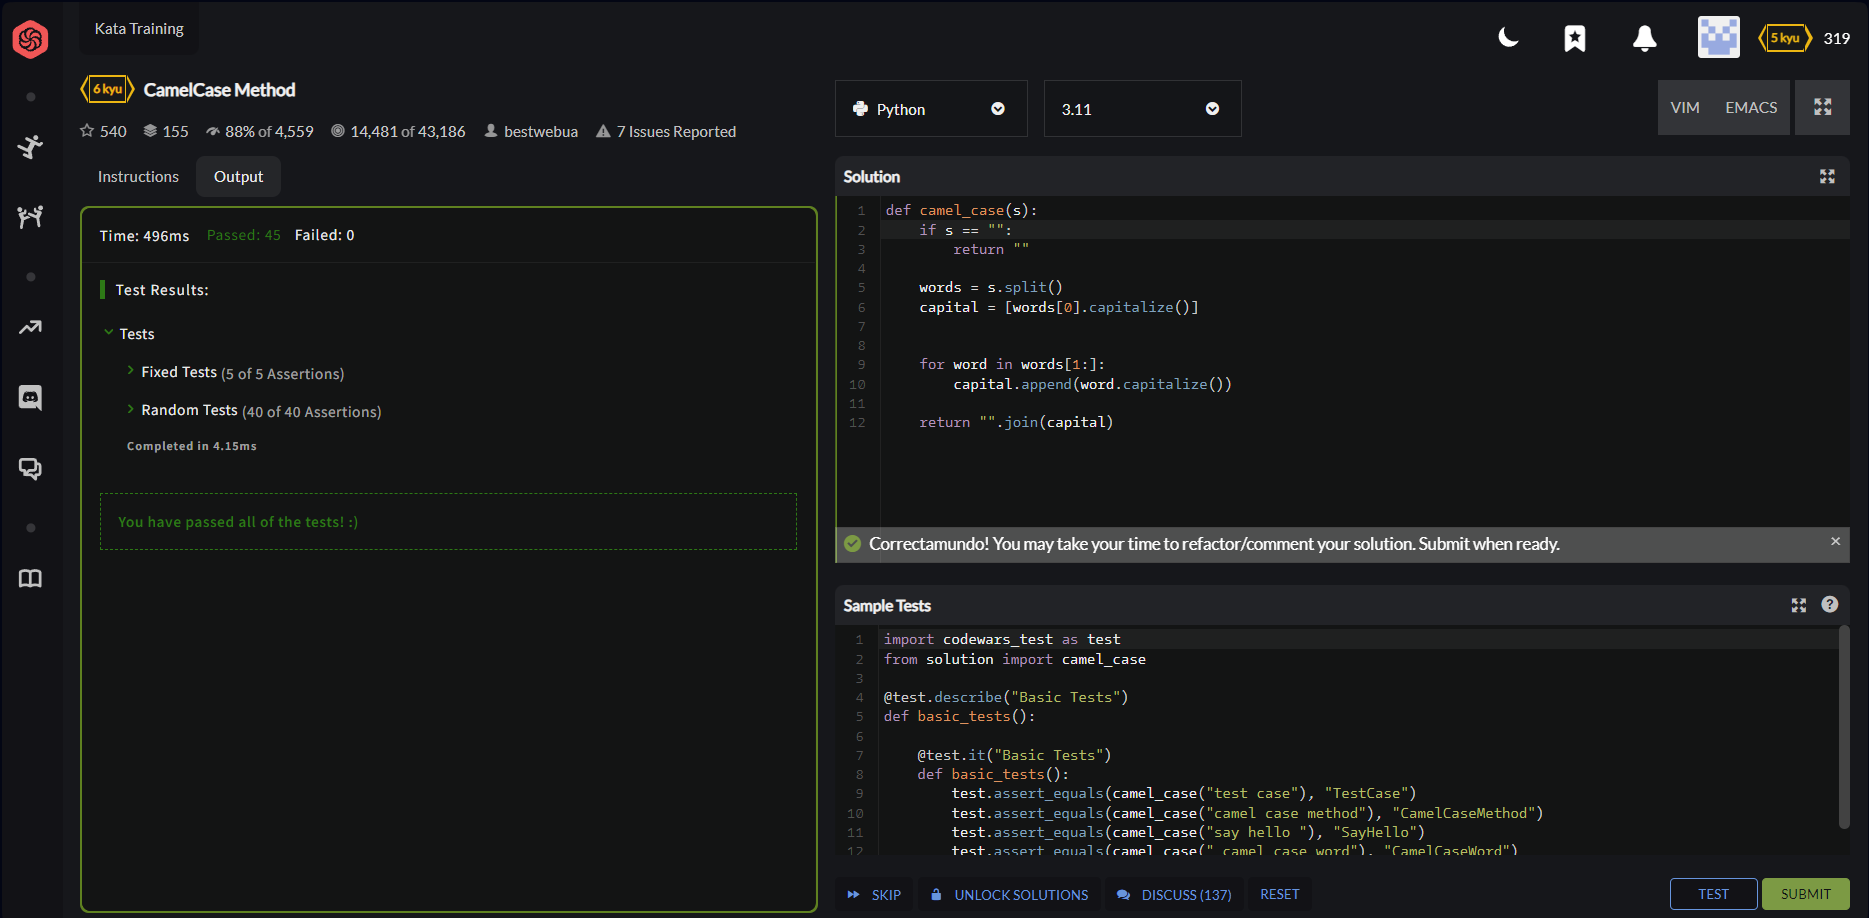 Kata Training
5 kyu
319
6 kyu
CamelCase Method
540 155 88% of 4,559 14,481 of 43,186 bestwebua 7 Issues Reported
Instructions
Output
Time: 496ms Passed: 45 Failed: 0
Test Results:
Tests
Fixed Tests (5 of 5 Assertions)
Random Tests (40 of 40 Assertions)
Completed in 4.15ms
You have passed all of the tests! :)
Python
3.11
VIM
EMACS
Solution
1 def camel_case(s):
2     if s == "":
3         return ""
4
5     words = s.split()
6     capital = [words[0].capitalize()]
7
8
9     for word in words[1:]:
10         capital.append(word.capitalize())
11
12     return "".join(capital)
Correctamundo! You may take your time to refactor/comment your solution. Submit when ready.
×
Sample Tests
?
1 import codewars_test as test
2 from solution import camel_case
3
4 @test.describe("Basic Tests")
5 def basic_tests():
6
7     @test.it("Basic Tests")
8     def basic_tests():
9         test.assert_equals(camel_case("test case"), "TestCase")
10         test.assert_equals(camel_case("camel case method"), "CamelCaseMethod")
11         test.assert_equals(camel_case("say hello "), "SayHello")
12         test.assert_equals(camel_case(" camel case word"), "CamelCaseWord")
SKIP
UNLOCK SOLUTIONS
DISCUSS (137)
RESET
TEST
SUBMIT